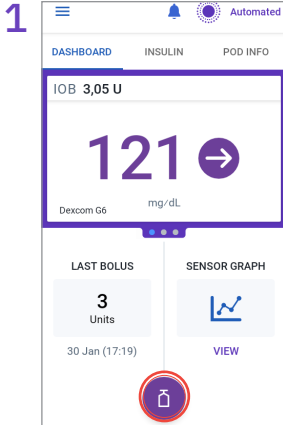 1
Automated
DASHBOARD INSULIN POD INFO
IOB 3,05 U
121
mg/dL
Dexcom G6
LAST BOLUS SENSOR GRAPH
3
Units
30 Jan (17:19) VIEW